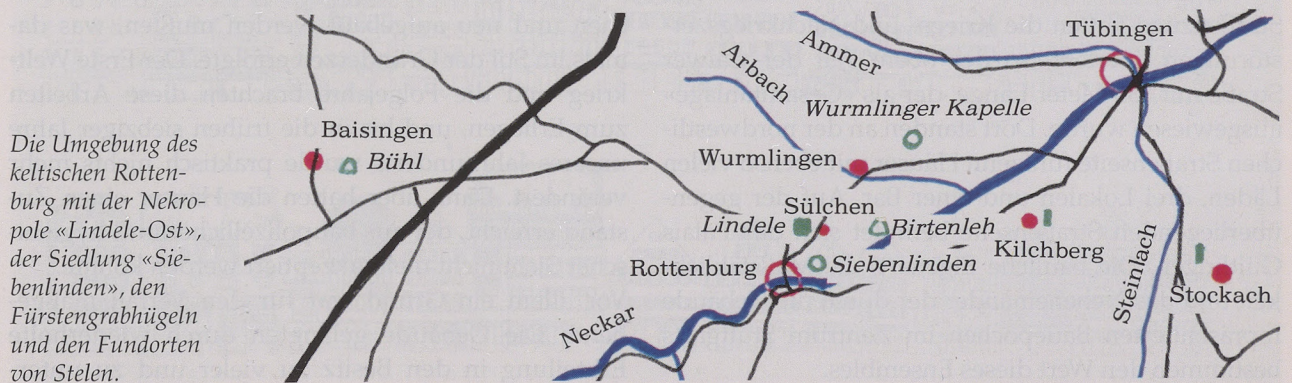 Die Umgebung des
keltischen Rotten-
burg mit der Nekro-
pole «Lindele-Ost»,
der Siedlung «Sie-
benlinden», den
Fürstengrabhügeln
und den Fundorten
von Stelen.
Baisingen
Bühl
Tübingen
Ammer
Arbach
Wurmlinger Kapelle
Wurmlingen
Sülchen
Lindele
Birtenleh
Kilchberg
Rottenburg
Siebenlinden
Steinlach
Stockach
Neckar